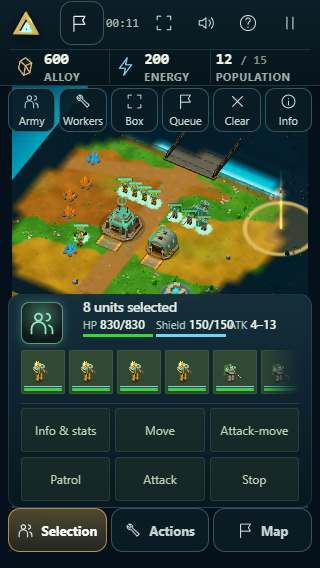 00:11
600
ALLOY
200
ENERGY
12 / 15
POPULATION
Army
Workers
Box
Queue
Clear
Info
8 units selected
HP 830/830 Shield 150/150 ATK 4–13
Info & stats
Move
Attack-move
Patrol
Attack
Stop
Selection
Actions
Map